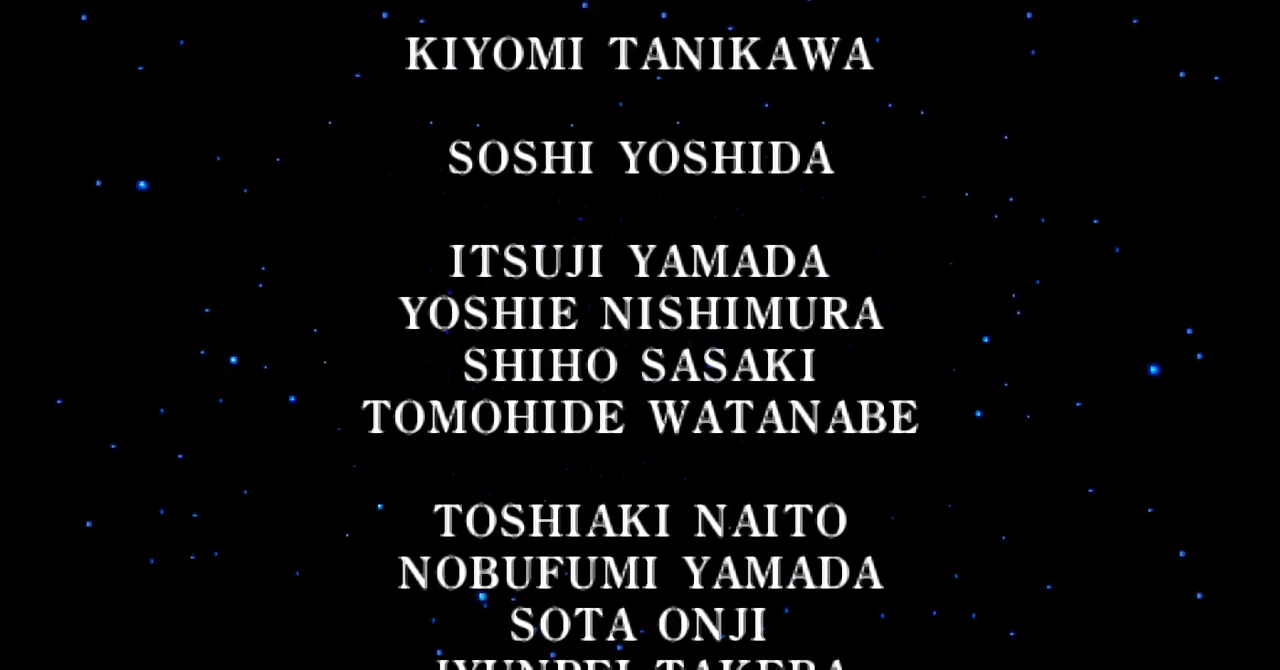 KIYOMI TANIKAWA
SOSHI YOSHIDA
ITSUJI YAMADA
YOSHIE NISHIMURA
SHIHO SASAKI
TOMOHIDE WATANABE
TOSHIAKI NAITO
NOBUFUMI YAMADA
SOTA ONJI